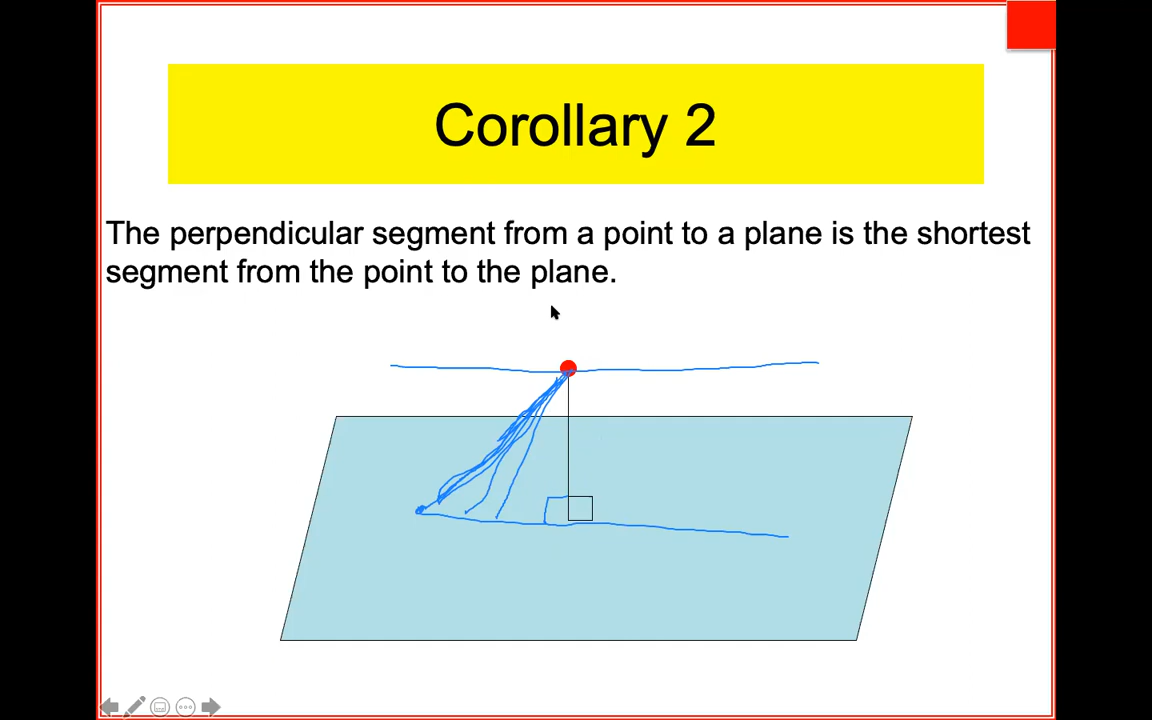 Corollary 2
The perpendicular segment from a point to a plane is the shortest
segment from the point to the plane.